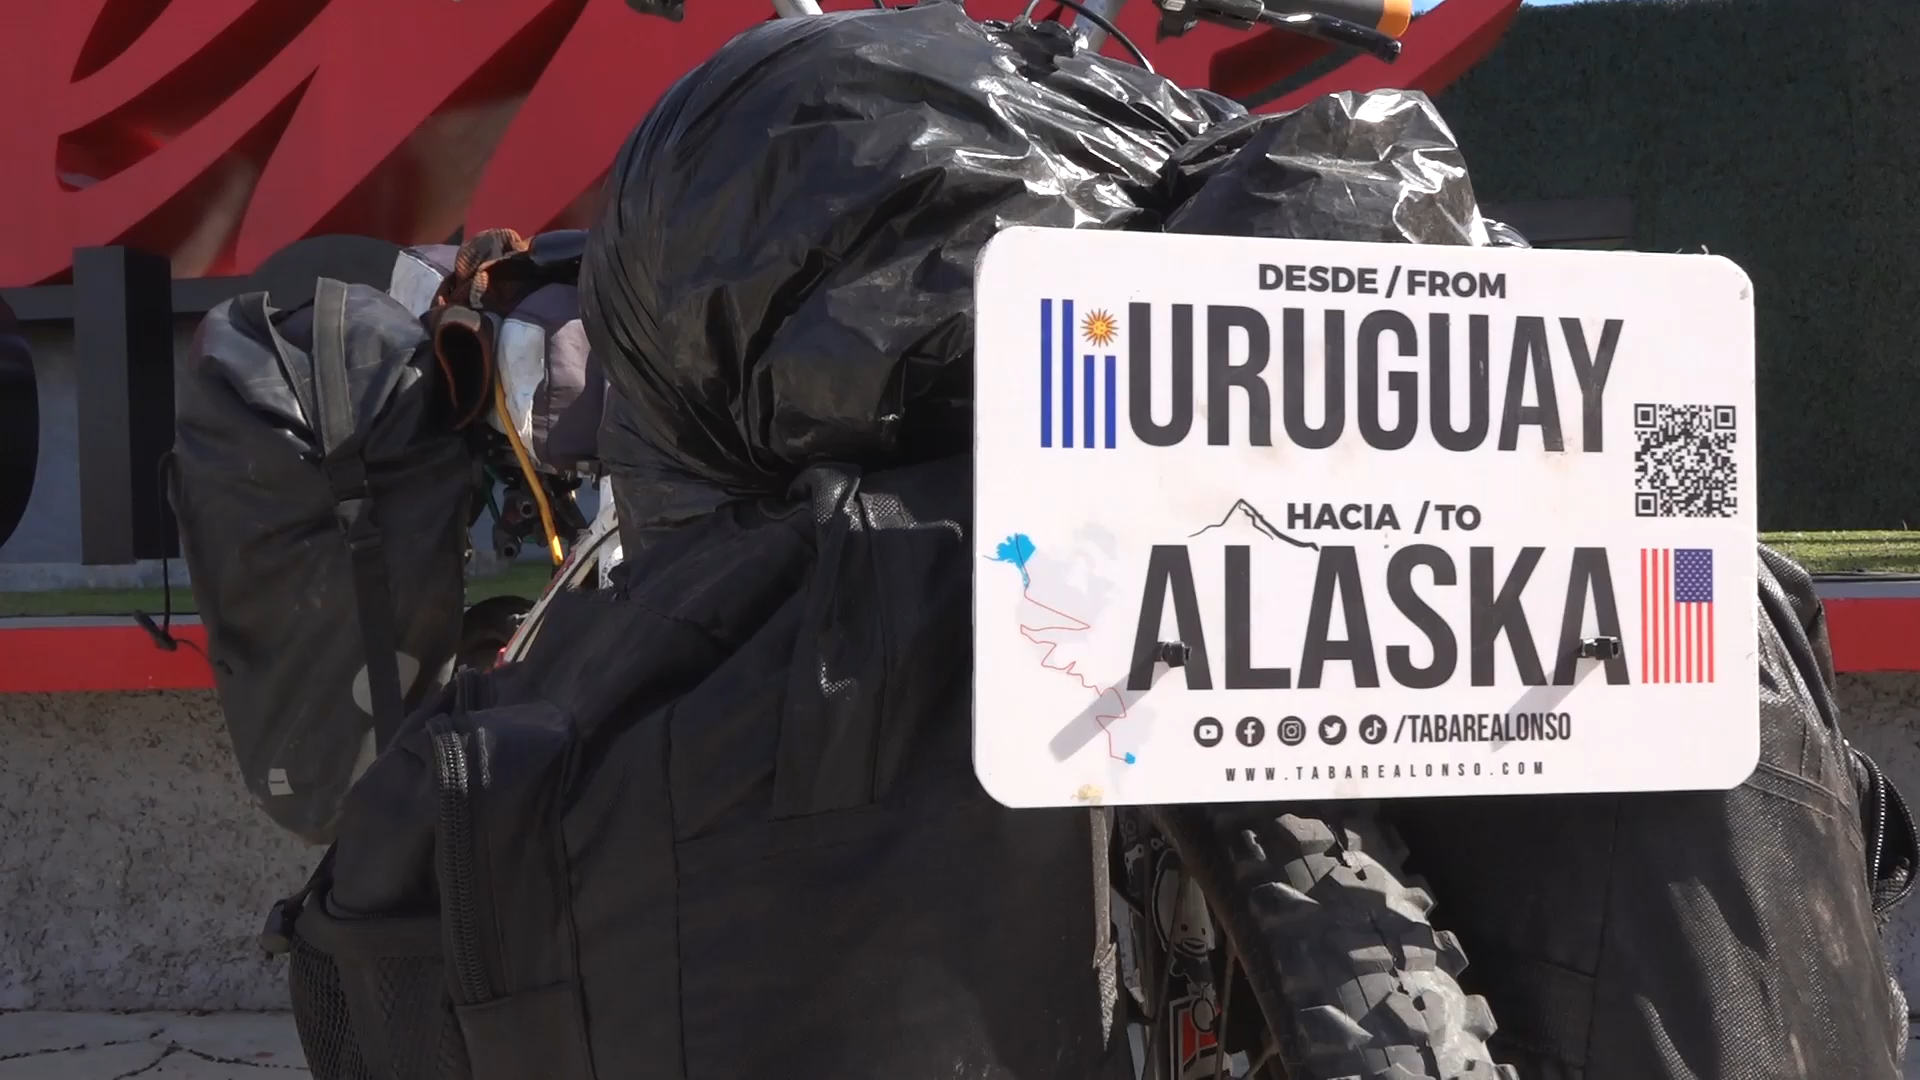 DESDE / FROM
URUGUAY
HACIA / TO
ALASKA
/TABAREALONSO
WWW.TABAREALONSO.COM